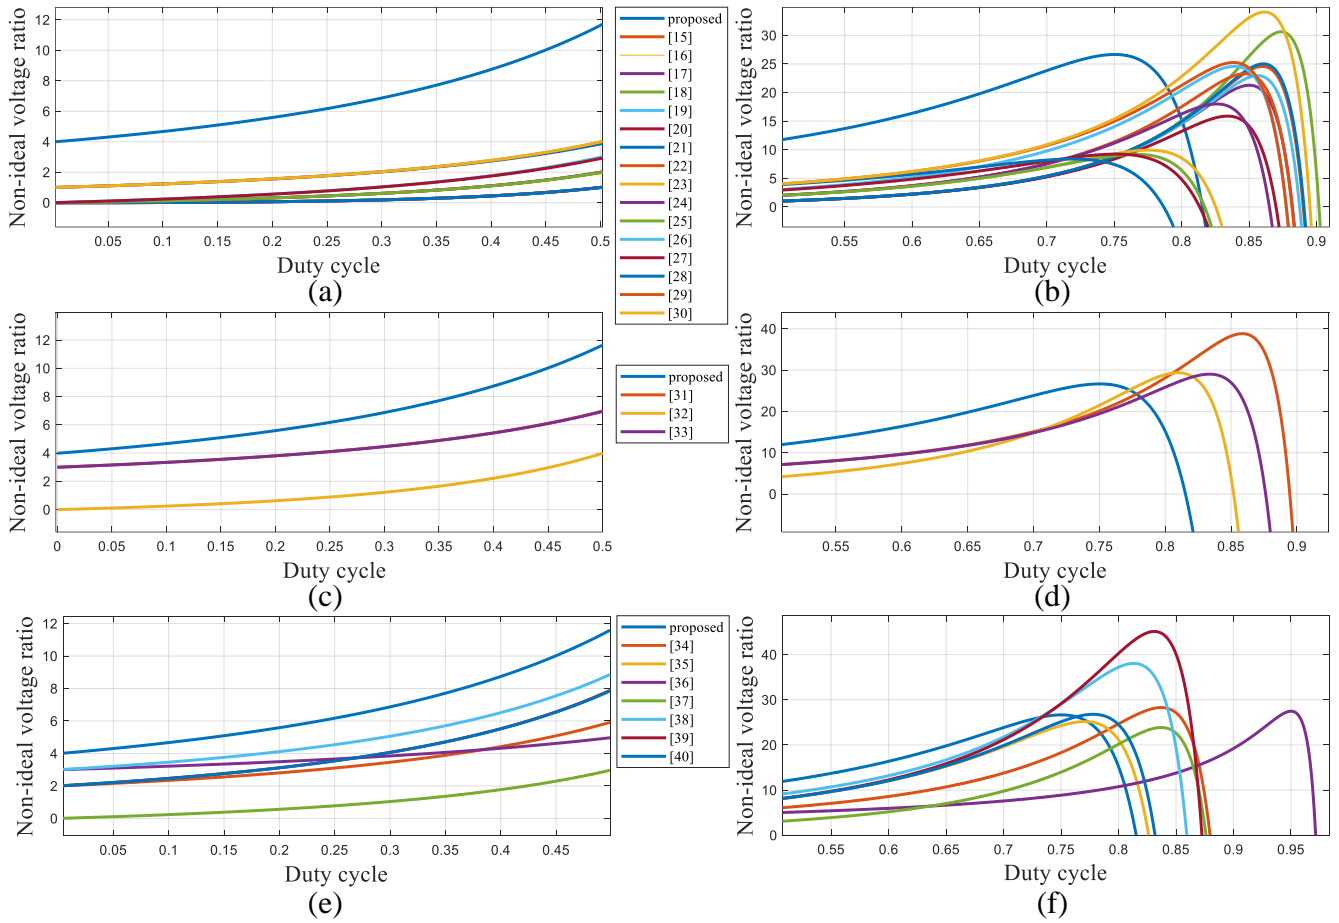 Non-ideal voltage ratio
12
10
8
6
4
2
0
0.05 0.1 0.15 0.2 0.25 0.3 0.35 0.4 0.45 0.5
Duty cycle
(a)
proposed
[15]
[16]
[17]
[18]
[19]
[20]
[21]
[22]
[23]
[24]
[25]
[26]
[27]
[28]
[29]
[30]
Non-ideal voltage ratio
30
25
20
15
10
5
0
0.55 0.6 0.65 0.7 0.75 0.8 0.85 0.9
Duty cycle
(b)
Non-ideal voltage ratio
12
10
8
6
4
2
0
0 0.05 0.1 0.15 0.2 0.25 0.3 0.35 0.4 0.45 0.5
Duty cycle
(c)
proposed
[31]
[32]
[33]
Non-ideal voltage ratio
40
30
20
10
0
0.55 0.6 0.65 0.7 0.75 0.8 0.85 0.9
Duty cycle
(d)
Non-ideal voltage ratio
12
10
8
6
4
2
0
0.05 0.1 0.15 0.2 0.25 0.3 0.35 0.4 0.45
Duty cycle
(e)
proposed
[34]
[35]
[36]
[37]
[38]
[39]
[40]
Non-ideal voltage ratio
40
30
20
10
0
0.55 0.6 0.65 0.7 0.75 0.8 0.85 0.9 0.95
Duty cycle
(f)